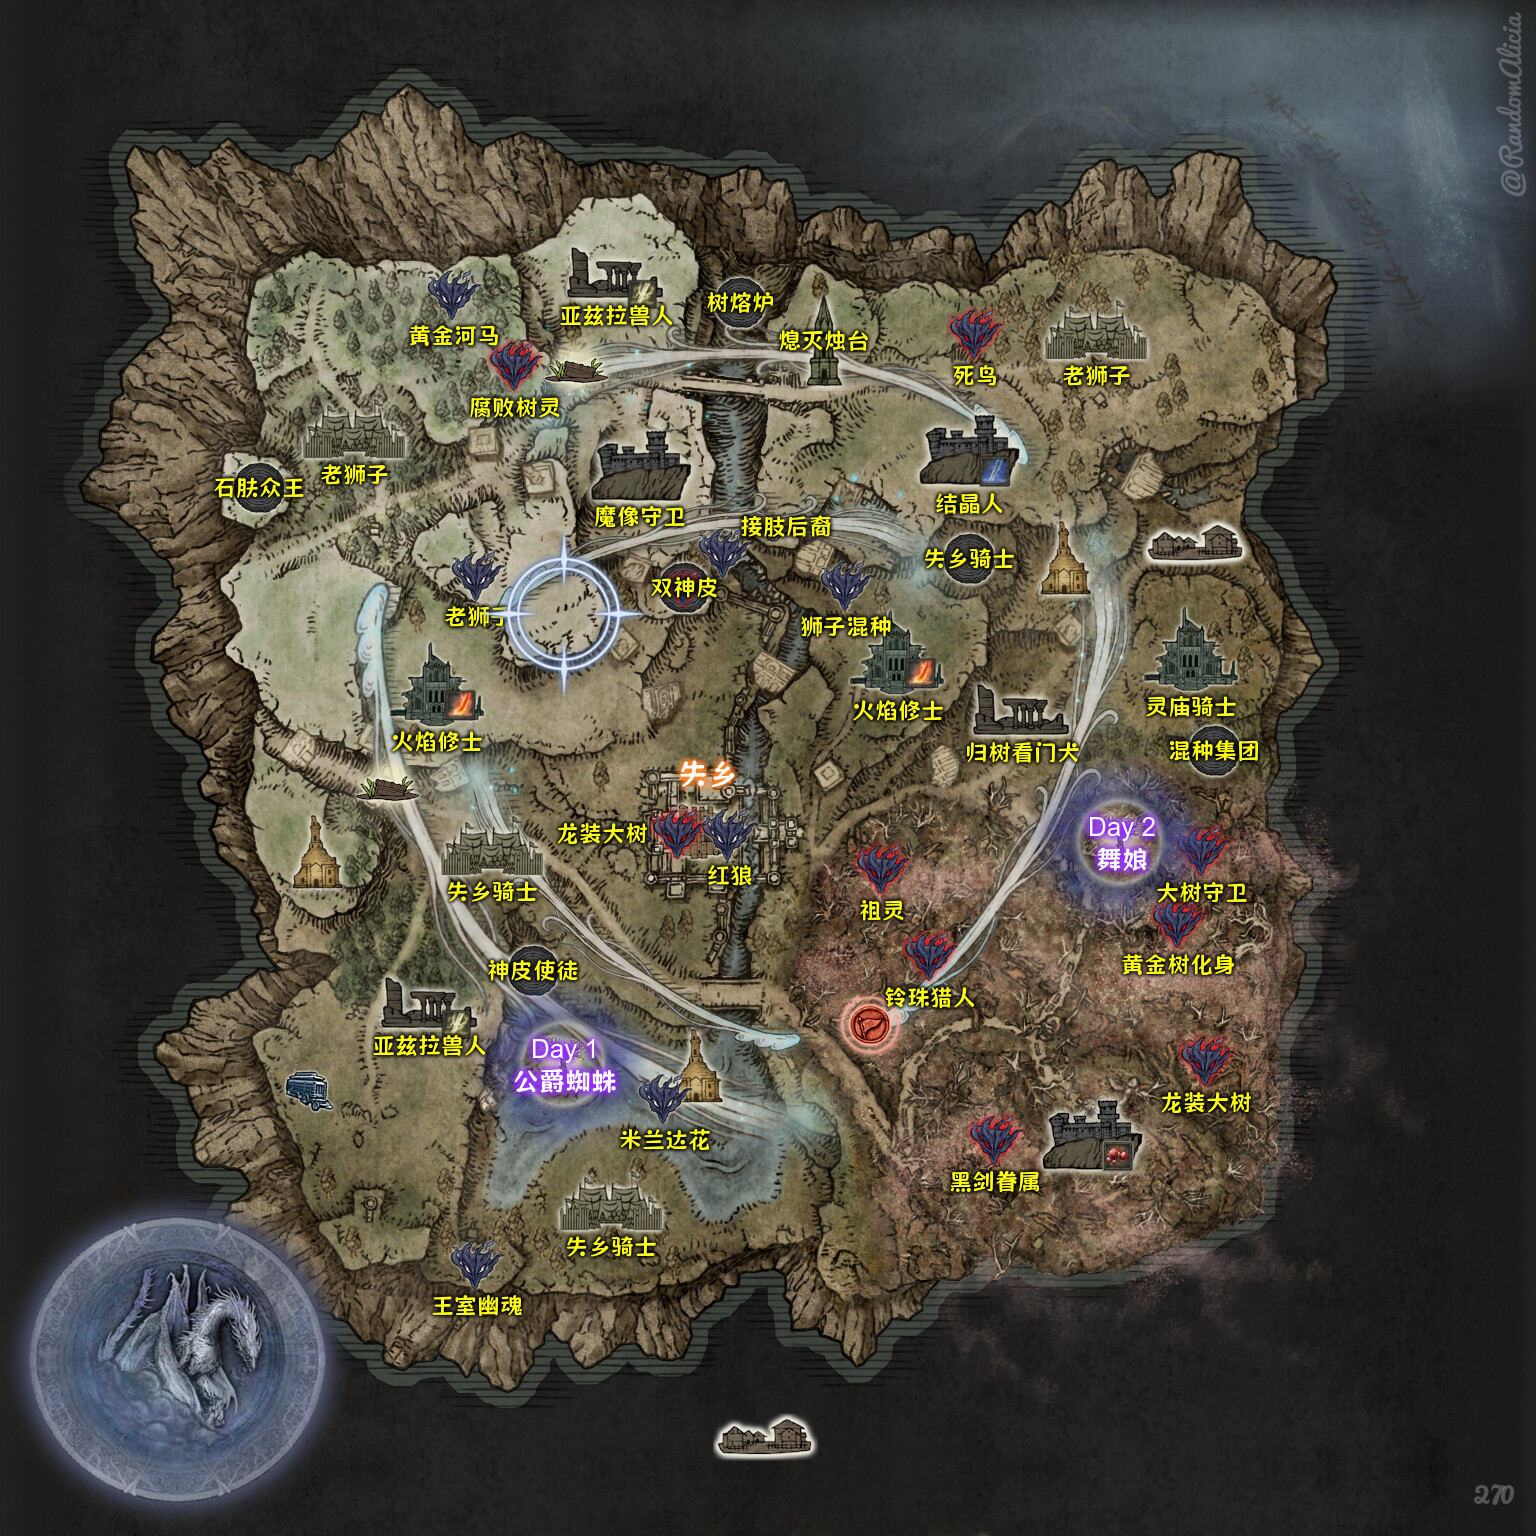 @RandomAlicia
亚兹拉兽人
树熔炉
黄金河马
熄灭烛台
死鸟
老狮子
腐败树灵
老狮子
石肤众王
魔像守卫
接肢后裔
结晶人
失乡骑士
双神皮
老狮子
狮子混种
火焰修士
火焰修士
归树看门犬
灵庙骑士
混种集团
失乡
龙装大树
红狼
失乡骑士
Day 2
舞娘
大树守卫
祖灵
黄金树化身
神皮使徒
铃珠猎人
亚兹拉兽人
Day 1
公爵蜘蛛
米兰达花
龙装大树
黑剑眷属
失乡骑士
王室幽魂
270